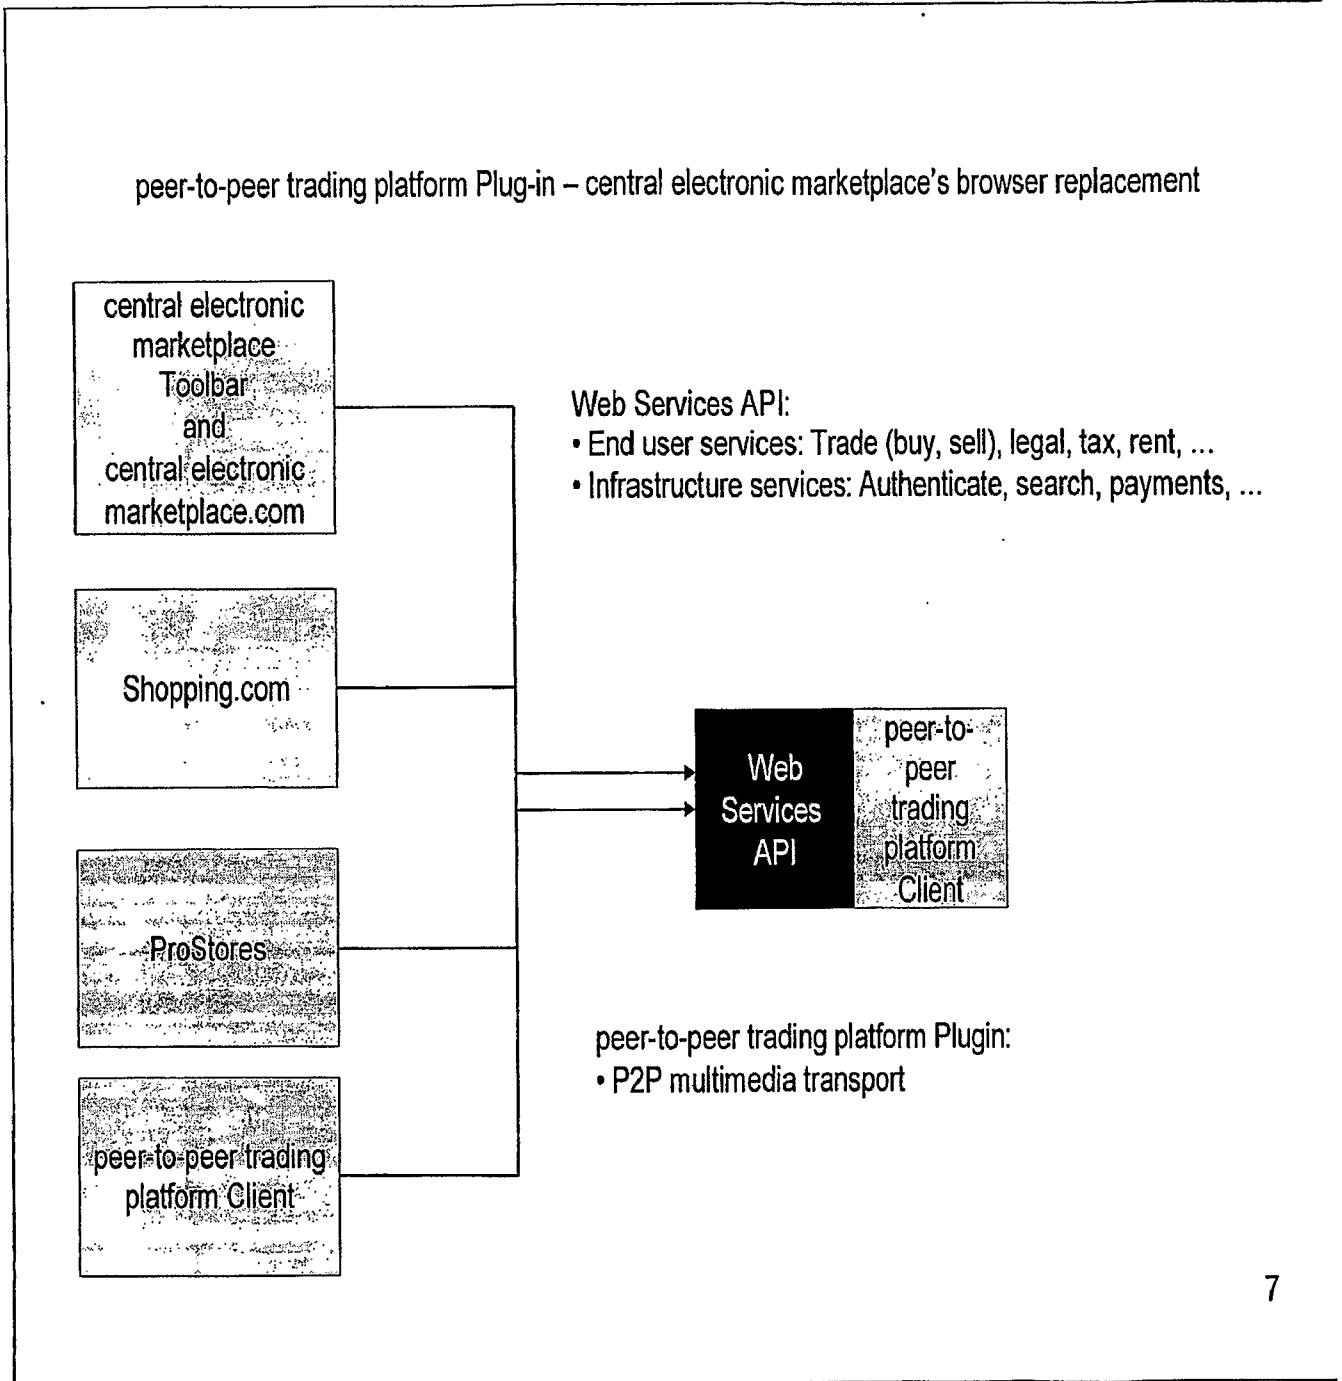 peer-to-peer trading platform Plug-in – central electronic marketplace's browser replacement
central electronic
marketplace
Toolbar
and
central electronic
marketplace.com
Web Services API:
• End user services: Trade (buy, sell), legal, tax, rent, ...
• Infrastructure services: Authenticate, search, payments, ...
Shopping.com
Web
Services
API
peer-to-
peer
trading
platform
Client
ProStores
peer-to-peer trading platform Plugin:
• P2P multimedia transport
peer-to-peer trading
platform Client
7